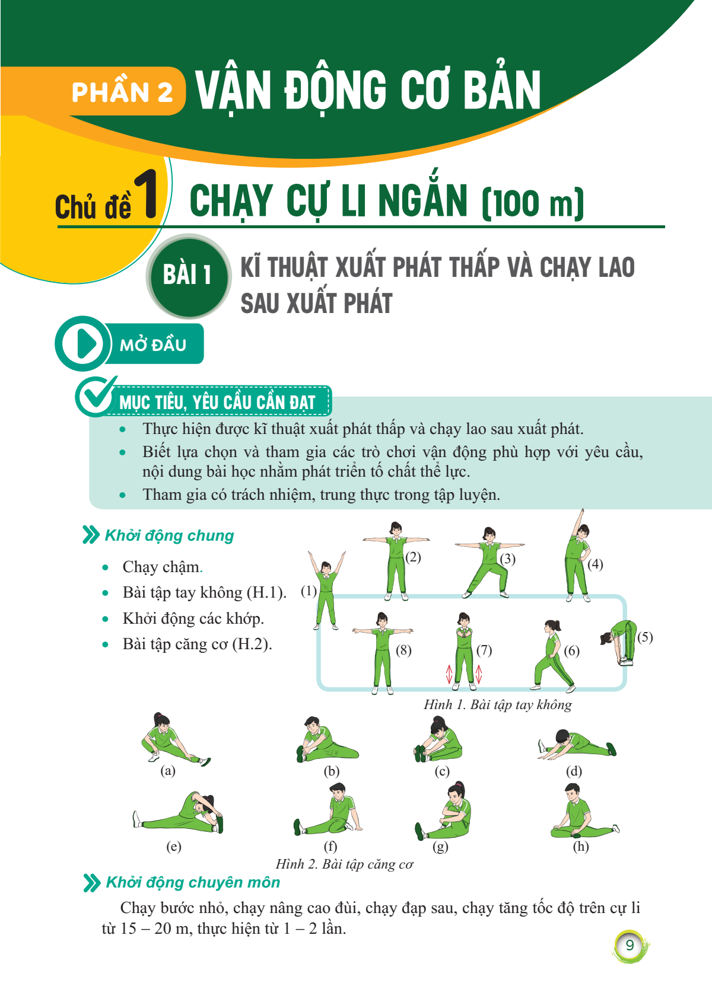 PHẦN 2
VẬN ĐỘNG CƠ BẢN
Chủ đề 1
CHẠY CỰ LI NGẮN (100 m)
BÀI 1
KĨ THUẬT XUẤT PHÁT THẤP VÀ CHẠY LAO
SAU XUẤT PHÁT
MỞ ĐẦU
MỤC TIÊU, YÊU CẦU CẦN ĐẠT
• Thực hiện được kĩ thuật xuất phát thấp và chạy lao sau xuất phát.
• Biết lựa chọn và tham gia các trò chơi vận động phù hợp với yêu cầu,
nội dung bài học nhằm phát triển tố chất thể lực.
• Tham gia có trách nhiệm, trung thực trong tập luyện.
Khởi động chung
• Chạy chậm.
• Bài tập tay không (H.1).
• Khởi động các khớp.
• Bài tập căng cơ (H.2).
(1)
(2)
(3)
(4)
(5)
(6)
(7)
(8)
Hình 1. Bài tập tay không
(a)
(b)
(c)
(d)
(e)
(f)
(g)
(h)
Hình 2. Bài tập căng cơ
Khởi động chuyên môn
Chạy bước nhỏ, chạy nâng cao đùi, chạy đạp sau, chạy tăng tốc độ trên cự li
từ 15 – 20 m, thực hiện từ 1 – 2 lần.
9